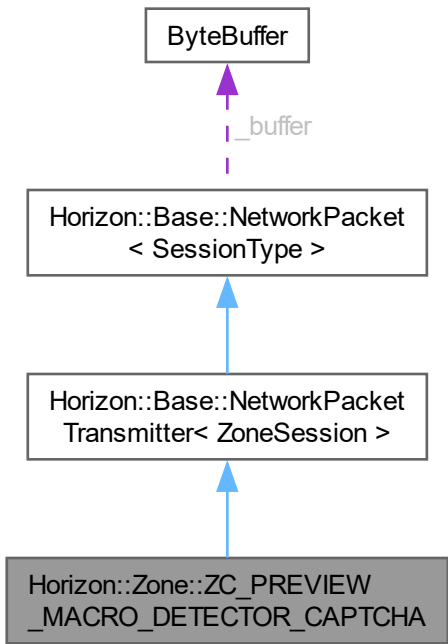 ByteBuffer
_buffer
Horizon::Base::NetworkPacket
< SessionType >
Horizon::Base::NetworkPacket
Transmitter< ZoneSession >
Horizon::Zone::ZC_PREVIEW
_MACRO_DETECTOR_CAPTCHA